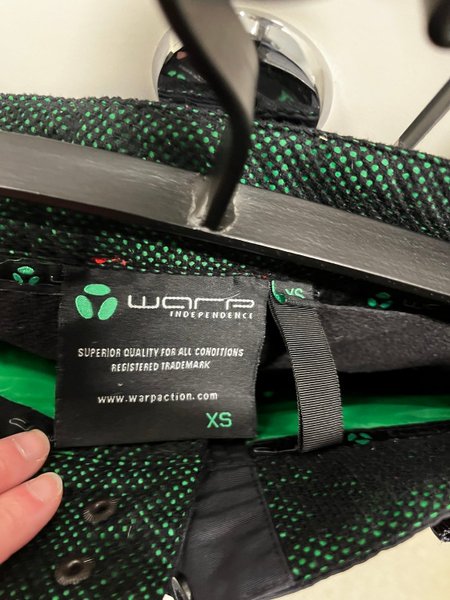 warp
INDEPENDENCE
SUPERIOR QUALITY FOR ALL CONDITIONS
REGISTERED TRADEMARK
www.warpaction.com
XS
XS